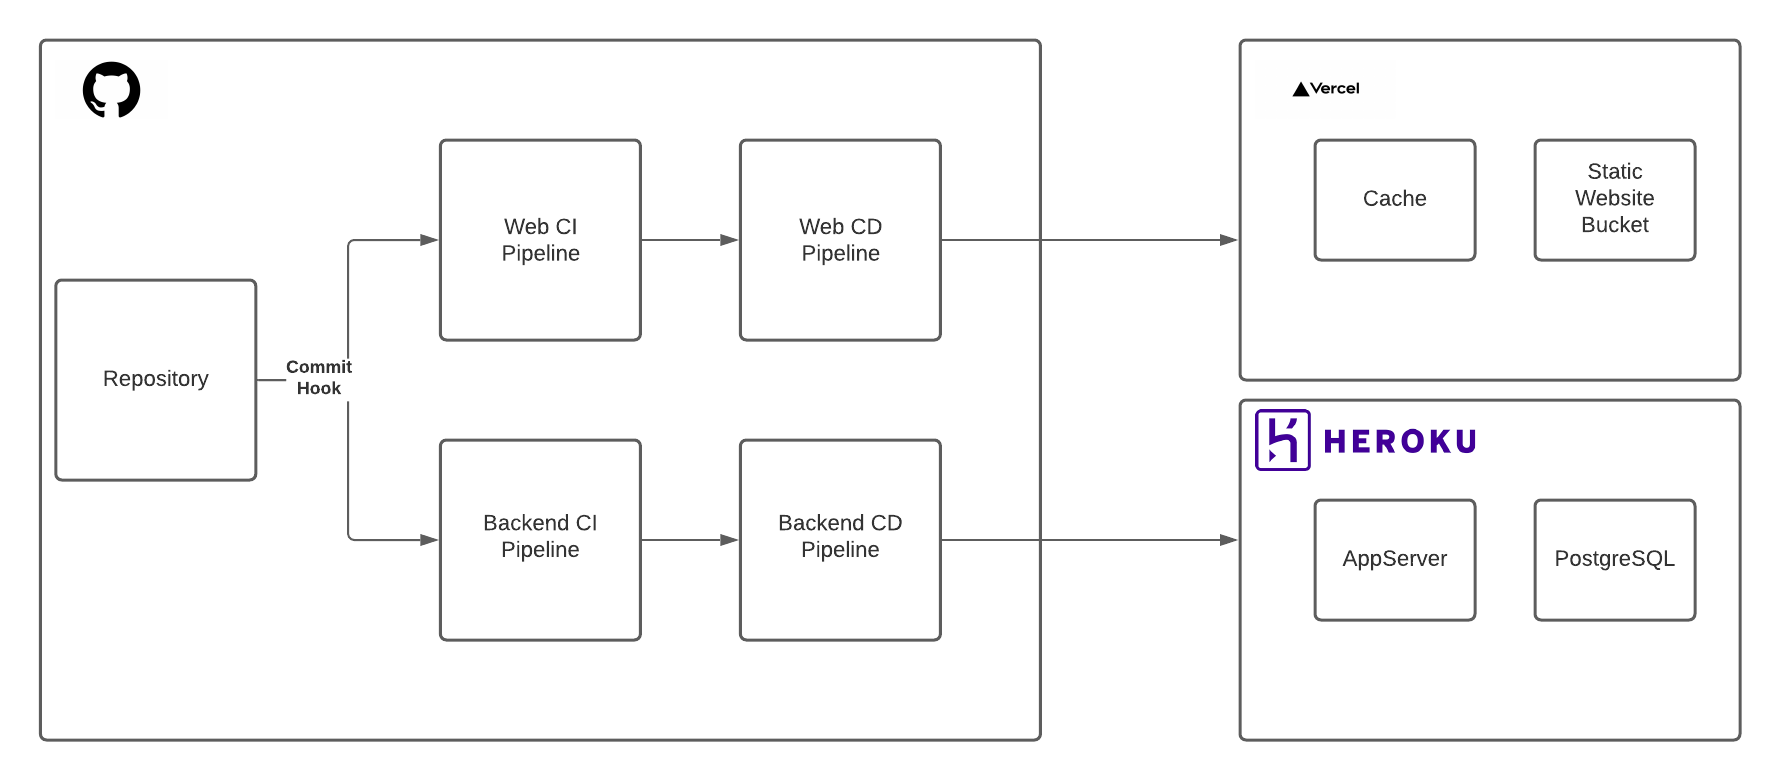 Vercel
Cache
Static
Website
Bucket
Web CI
Pipeline
Web CD
Pipeline
Repository
Commit
Hook
Backend CI
Pipeline
Backend CD
Pipeline
HEROKU
AppServer
PostgreSQL